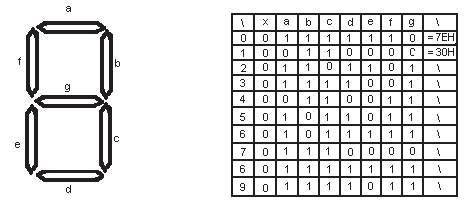 a
f
b
g
e
c
d
\ x a b c d e f g \
0 0 1 1 1 1 1 1 0 =7EH
1 0 0 1 1 0 0 0 0 =30H
2 0 1 1 0 1 1 0 1 \
3 0 1 1 1 1 0 0 1 \
4 0 0 1 1 0 0 1 1 \
5 0 1 0 1 1 0 1 1 \
6 0 1 0 1 1 1 1 1 \
7 0 1 1 1 0 0 0 0 \
6 0 1 1 1 1 1 1 1 \
9 0 1 1 1 1 0 1 1 \